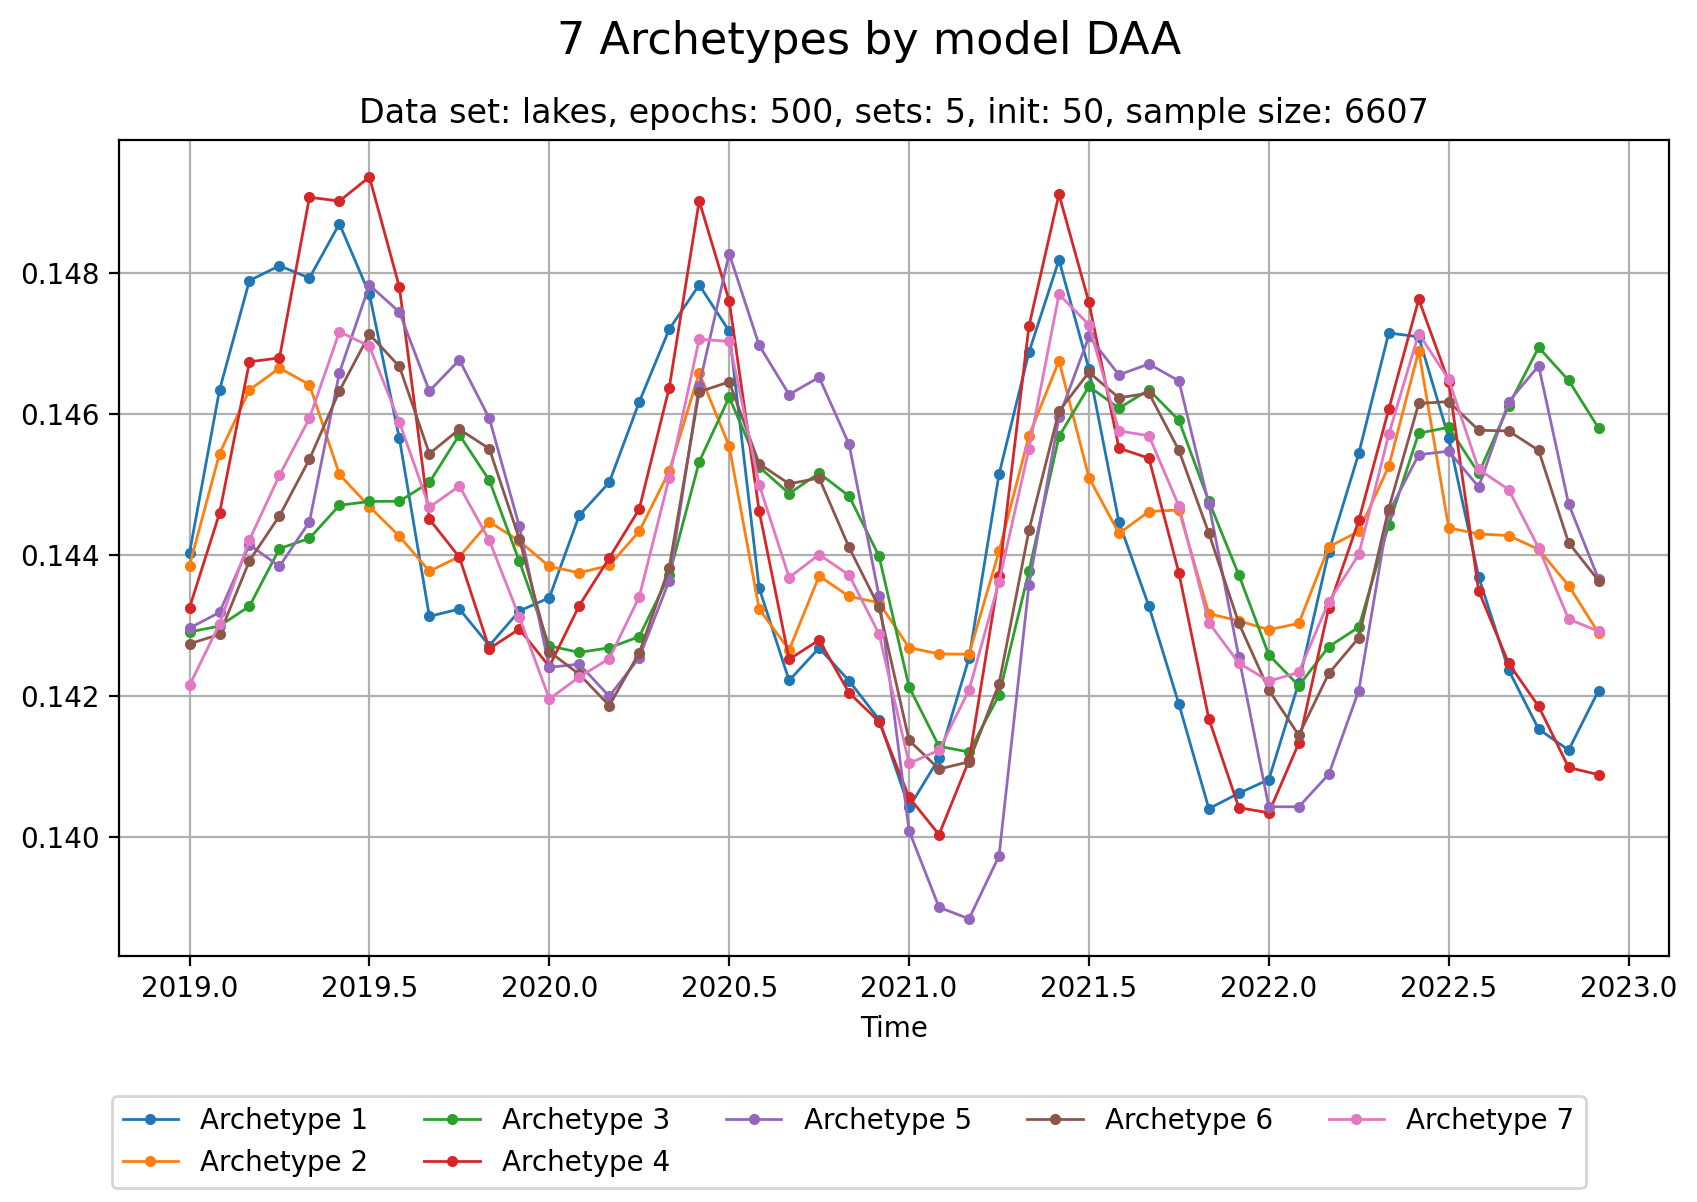 7 Archetypes by model DAA
Data set: lakes, epochs: 500, sets: 5, init: 50, sample size: 6607
0.148
0.146
0.144
0.142
0.140
2019.0 2019.5 2020.0 2020.5 2021.0 2021.5 2022.0 2022.5 2023.0
Time
Archetype 1 Archetype 3 Archetype 5 Archetype 6 Archetype 7
Archetype 2 Archetype 4